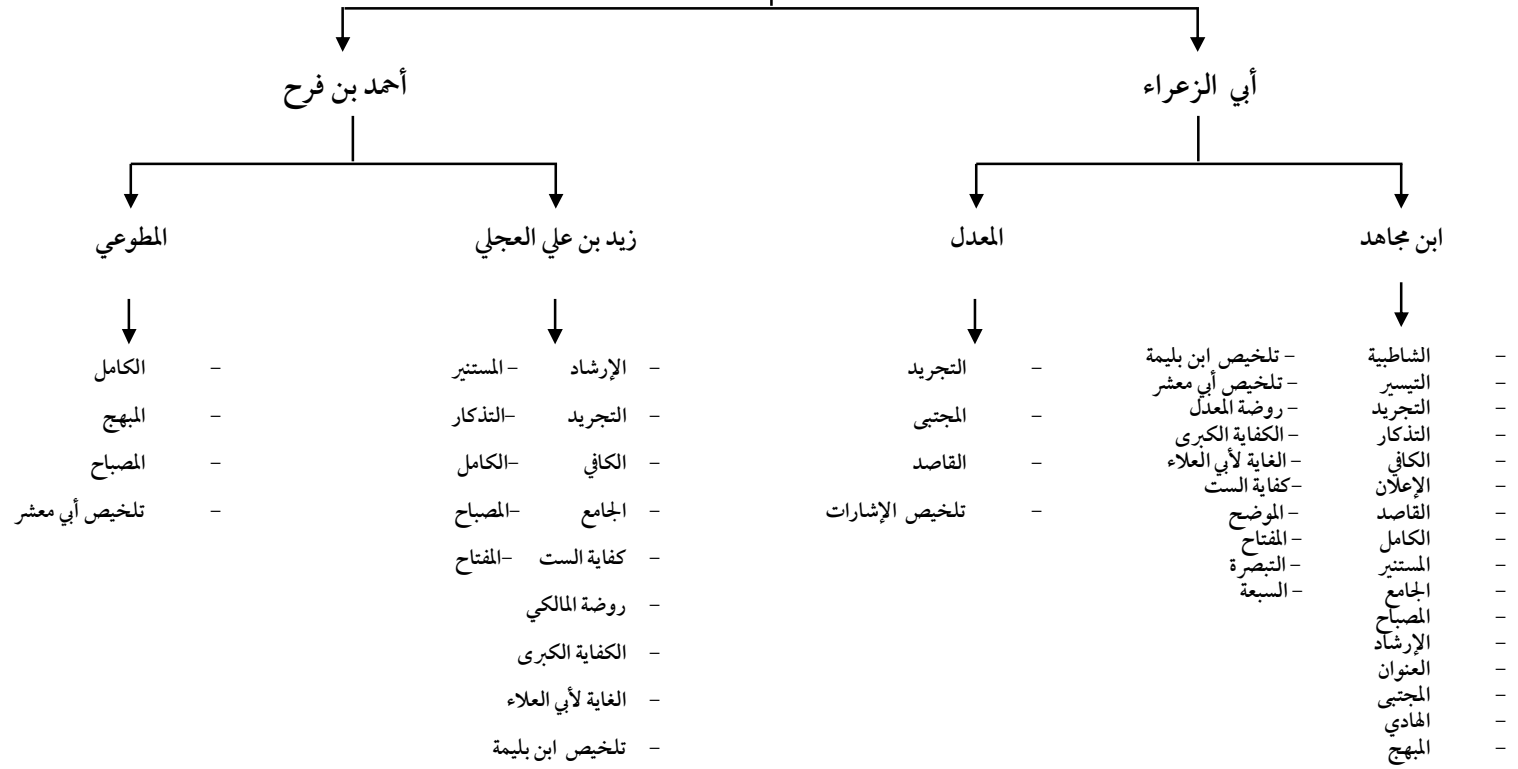 أبي الزعراء
أحمد بن فرح
ابن مجاهد
المعدل
زيد بن علي العجلي
المطوعي
- الشاطبية
- التيسير
- التجريد
- التذكار
- الكافي
- الإعلان
- القاصد
- الكامل
- المستنير
- الجامع
- المصباح
- الإرشاد
- العنوان
- المجتبى
- الهادي
- المبهج
- تلخيص ابن بليمة
- تلخيص أبي معشر
- روضة المعدل
- الكفاية الكبرى
- الغاية لأبي العلاء
-كفاية الست
- الموضح
- المفتاح
- التبصرة
- السبعة
- التجريد
- المجتبى
- القاصد
- تلخيص الإشارات
- الإرشاد - المستنير
- التجريد -التذكار
- الكافي -الكامل
- الجامع -المصباح
- كفاية الست -المفتاح
- روضة المالكي
- الكفاية الكبرى
- الغاية لأبي العلاء
- تلخيص ابن بليمة
- الكامل
- المبهج
- المصباح
- تلخيص أبي معشر